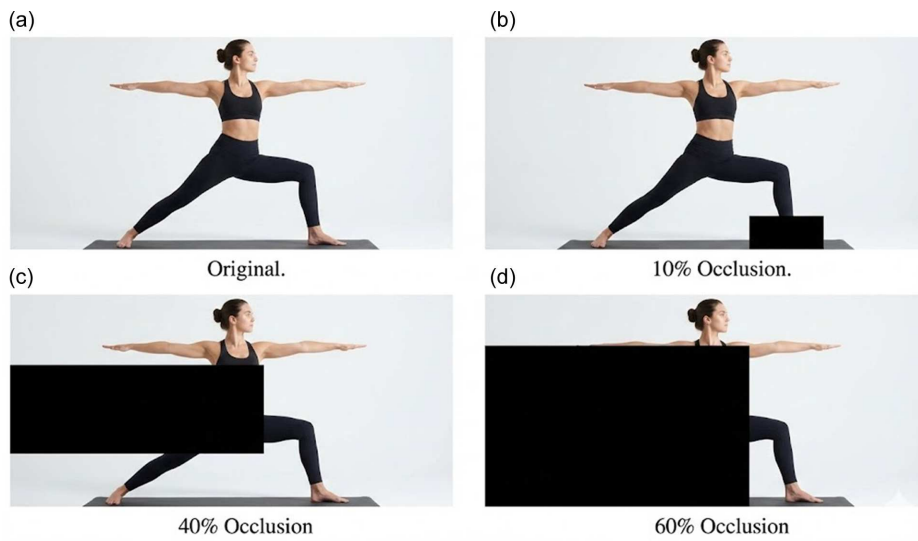 (a)
(b)
Original.
10% Occlusion.
(c)
(d)
40% Occlusion
60% Occlusion